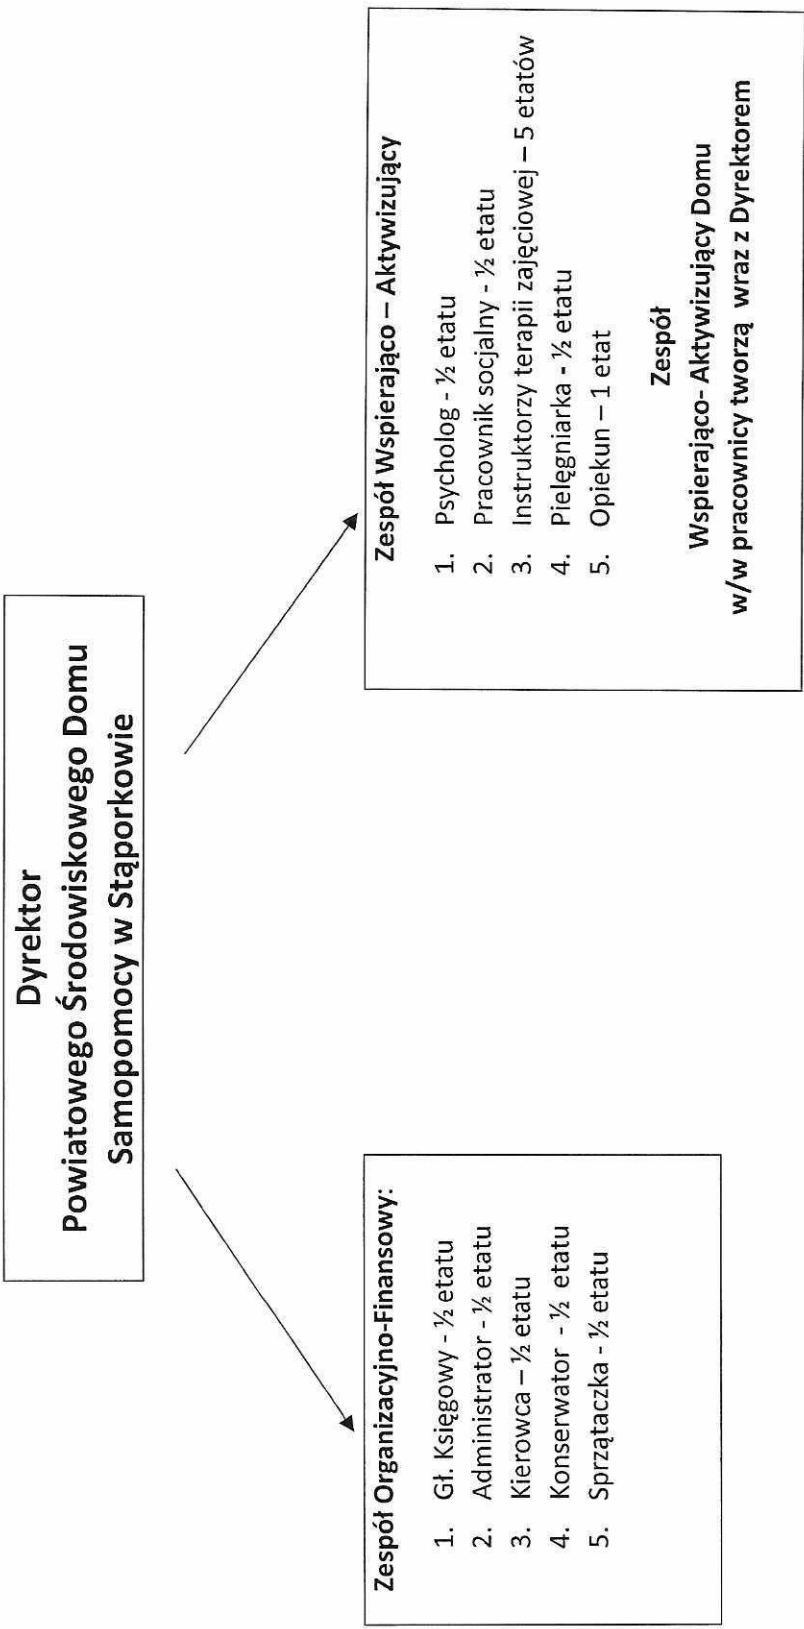 Dyrektor
Powiatowego Środowiskowego Domu
Samopomocy w Stąporkowie
Zespół Organizacyjno-Finansowy:
1. Gł. Księgowy - ½ etatu
2. Administrator - ½ etatu
3. Kierowca – ½ etatu
4. Konserwator - ½ etatu
5. Sprzątaczka - ½ etatu
Zespół Wspierająco – Aktywizujący
1. Psycholog - ½ etatu
2. Pracownik socjalny - ½ etatu
3. Instruktorzy terapii zajęciowej – 5 etatów
4. Pielęgniarka - ½ etatu
5. Opiekun – 1 etat
Zespół
Wspierająco- Aktywizujący Domu
w/w pracownicy tworzą wraz z Dyrektorem